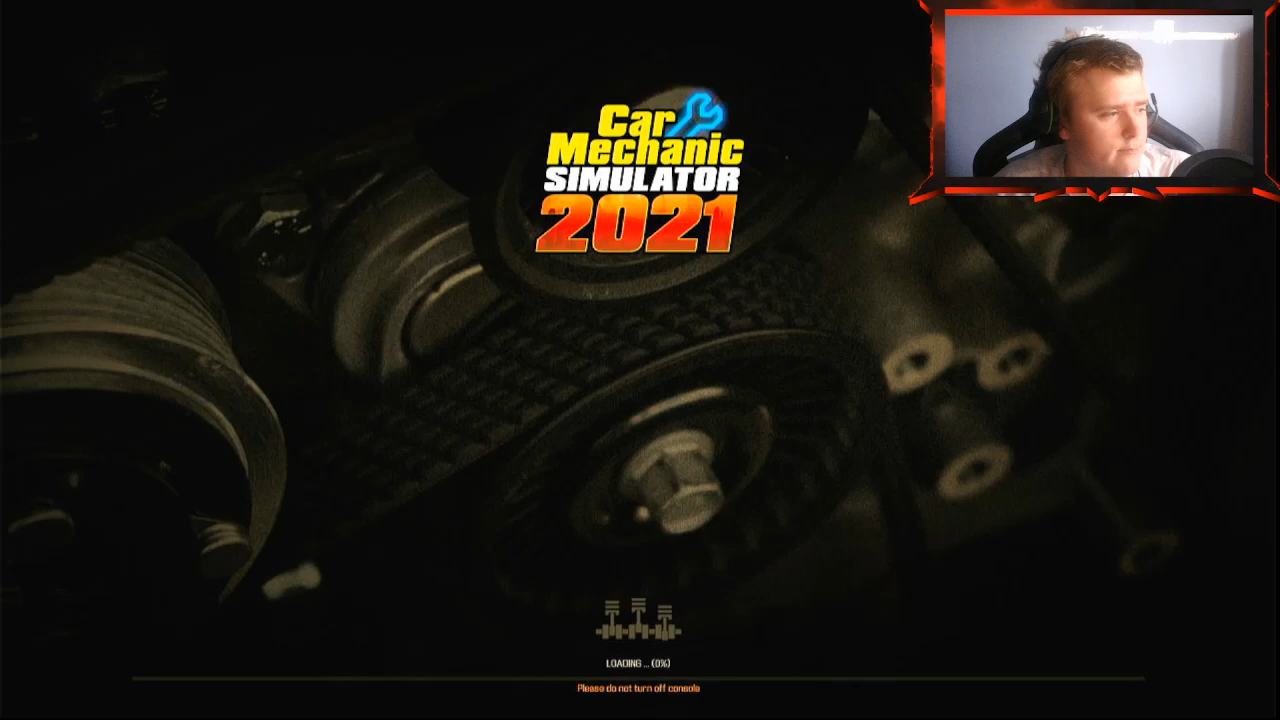 Car
Mechanic
SIMULATOR
2021
LOADING ... (0%)
Please do not turn off console